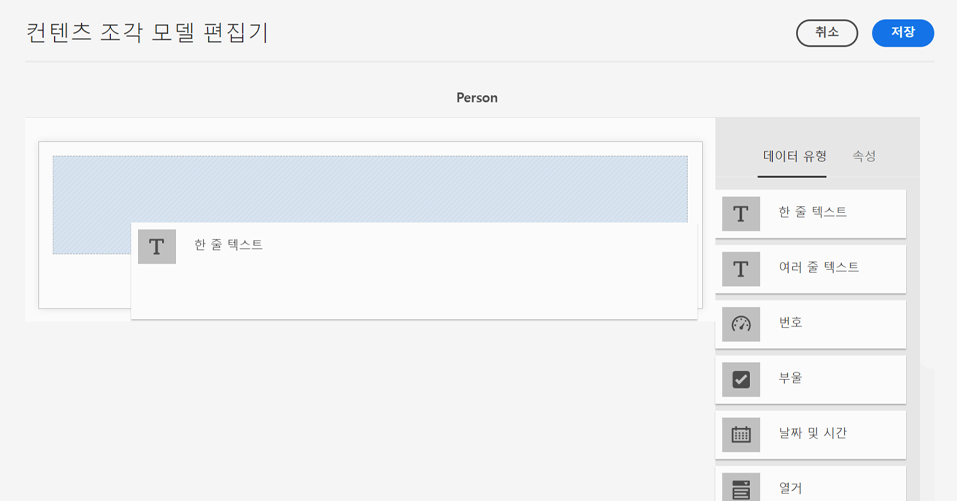 컨텐츠 조각 모델 편집기
취소
저장
Person
데이터 유형
속성
한 줄 텍스트
한 줄 텍스트
여러 줄 텍스트
번호
부울
날짜 및 시간
열거